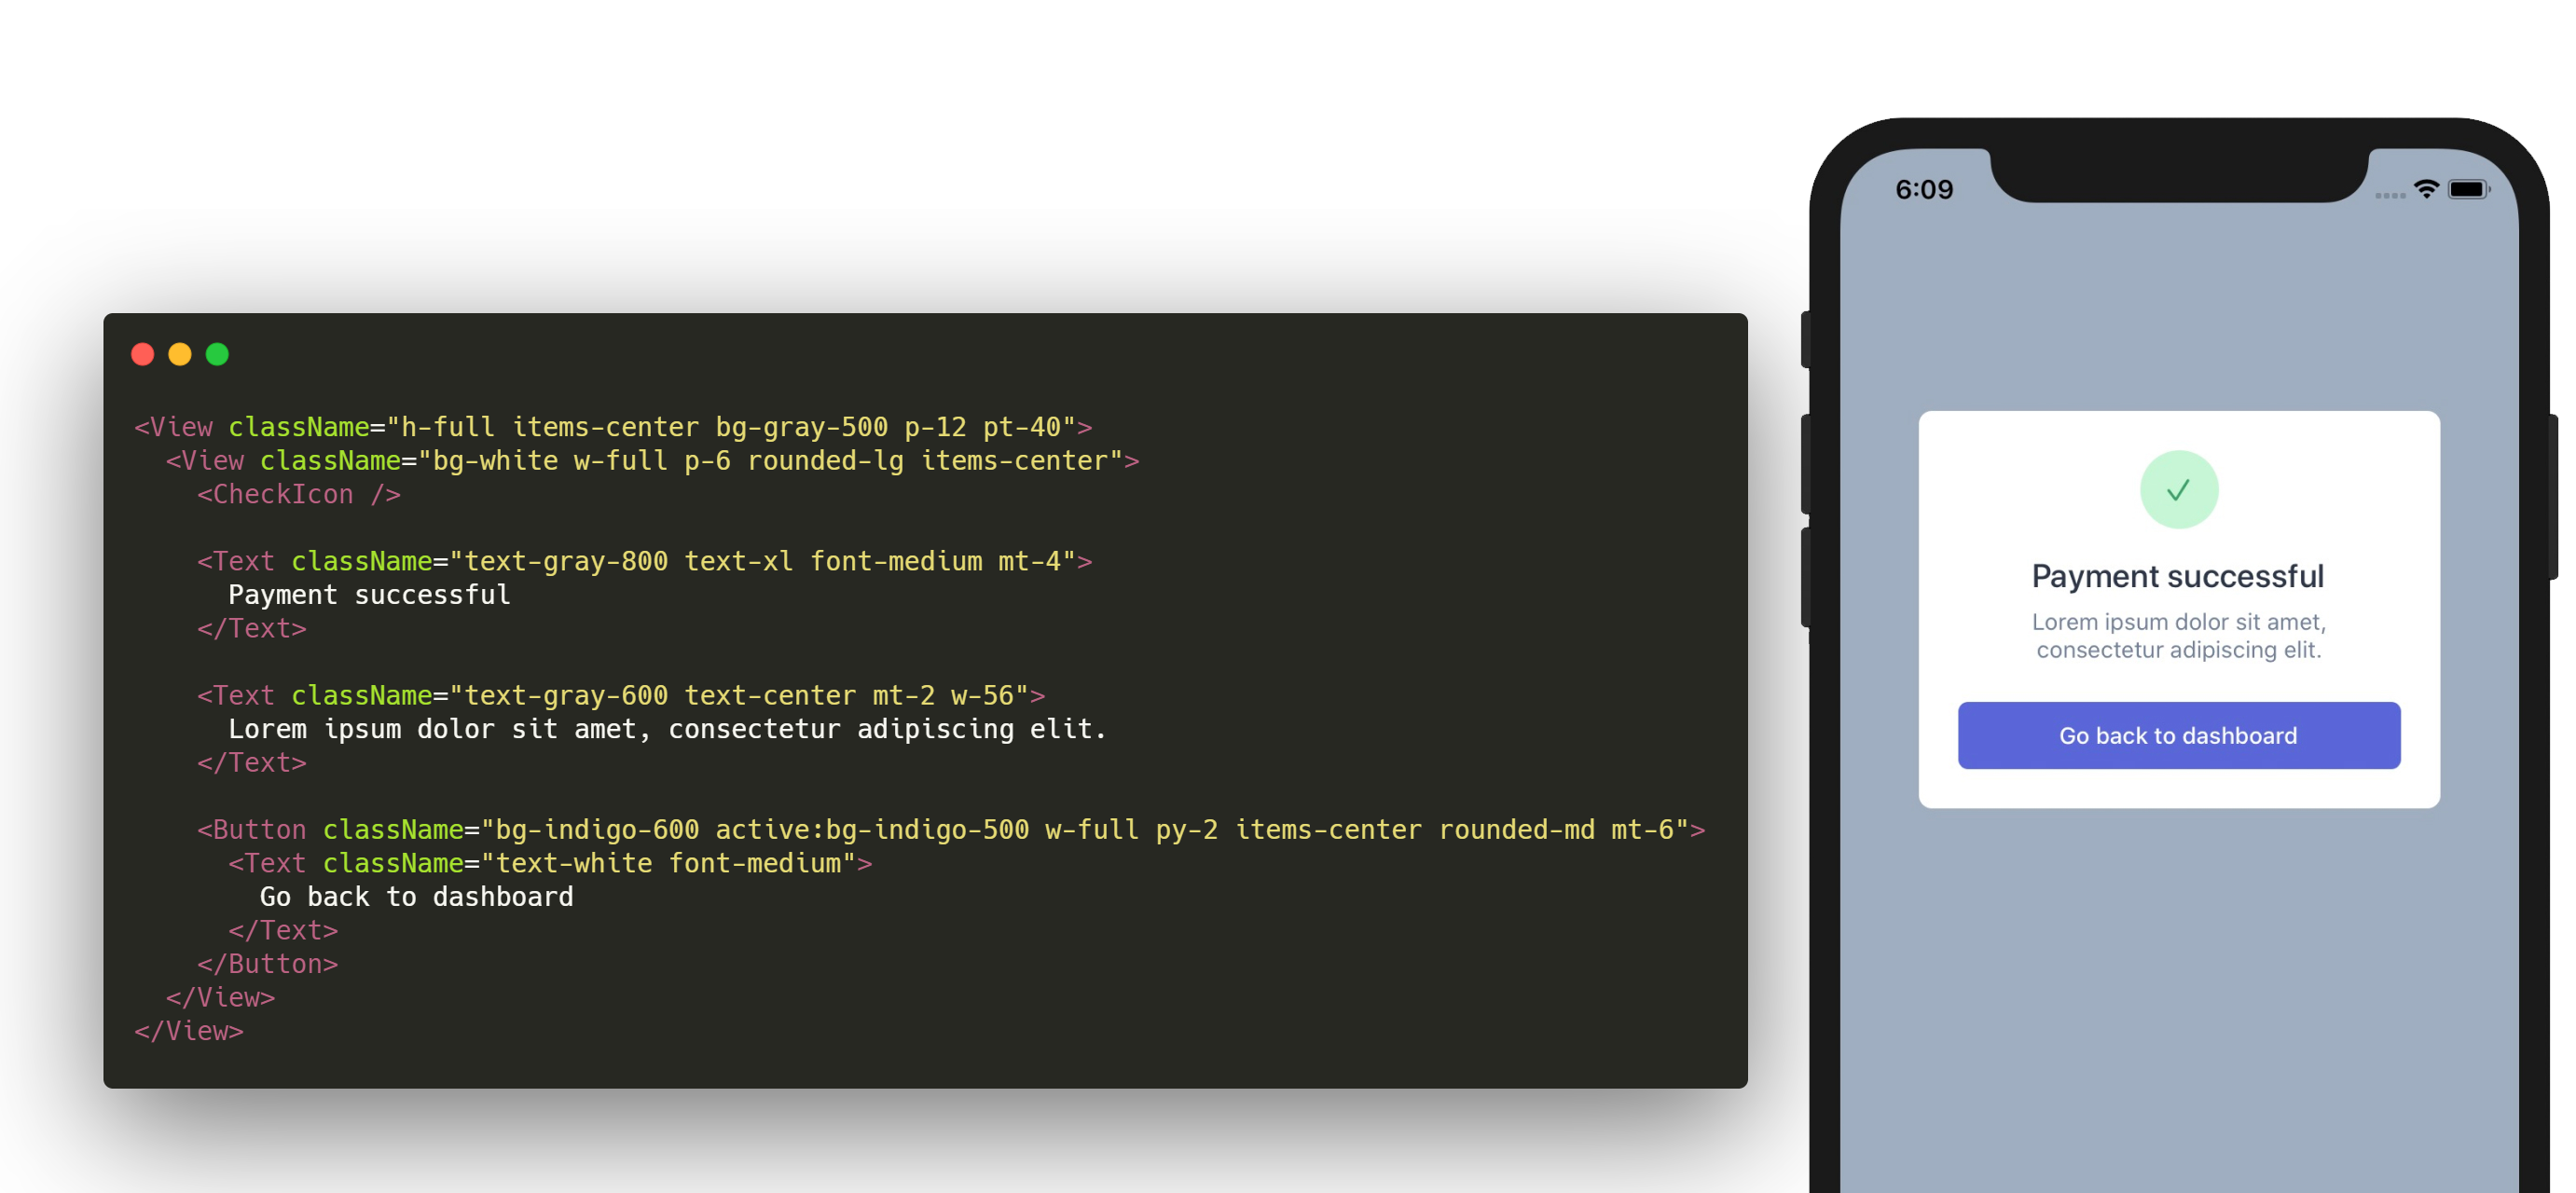 <View className="h-full items-center bg-gray-500 p-12 pt-40">
  <View className="bg-white w-full p-6 rounded-lg items-center">
    <CheckIcon />
    <Text className="text-gray-800 text-xl font-medium mt-4">
      Payment successful
    </Text>
    <Text className="text-gray-600 text-center mt-2 w-56">
      Lorem ipsum dolor sit amet, consectetur adipiscing elit.
    </Text>
    <Button className="bg-indigo-600 active:bg-indigo-500 w-full py-2 items-center rounded-md mt-6">
      <Text className="text-white font-medium">
        Go back to dashboard
      </Text>
    </Button>
  </View>
</View>
6:09
Payment successful
Lorem ipsum dolor sit amet,
consectetur adipiscing elit.
Go back to dashboard